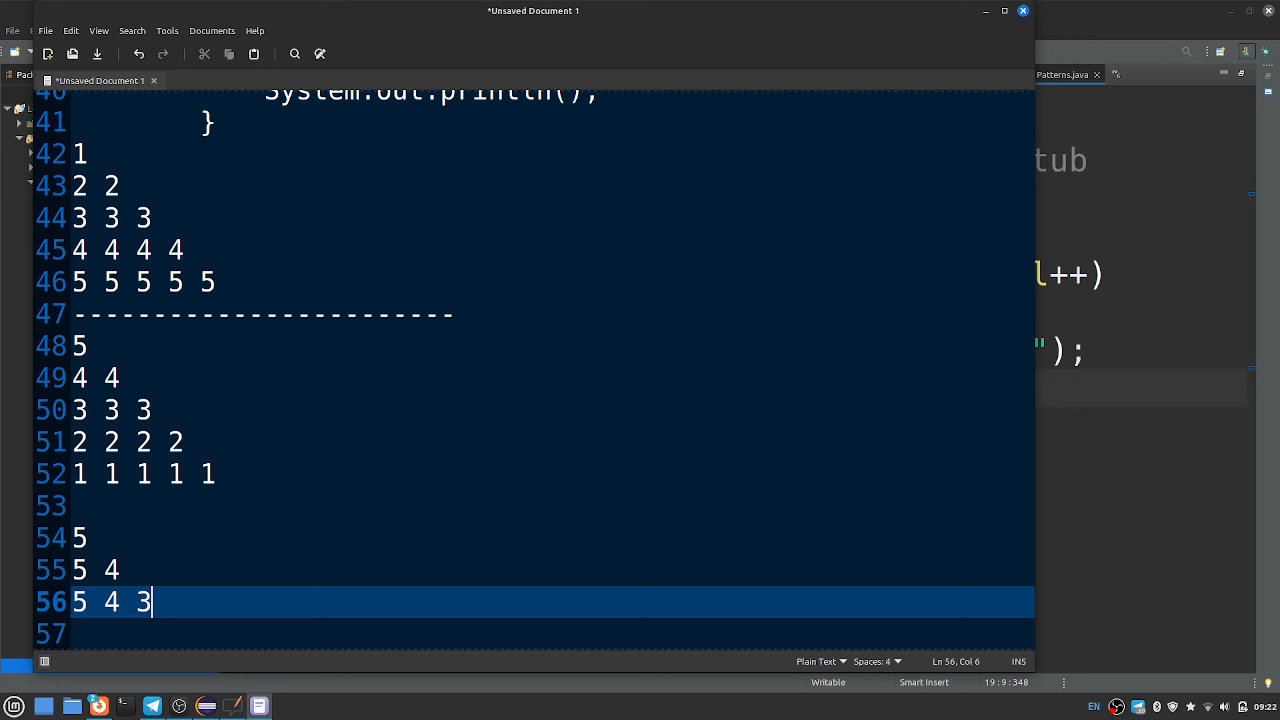 *Unsaved Document 1
File Edit View Search Tools Documents Help
File
*Unsaved Document 1
Patterns.java
40 System.out.println();
41 }
42 1
43 2 2
44 3 3 3
45 4 4 4 4
46 5 5 5 5 5
47 ------------------------
48 5
49 4 4
50 3 3 3
51 2 2 2 2
52 1 1 1 1 1
53
54 5
55 5 4
56 5 4 3
57
tub
l++)
");
Plain Text Spaces: 4 Ln 56, Col 6 INS
Writable Smart Insert 19 : 9 : 348
2 EN 09:22